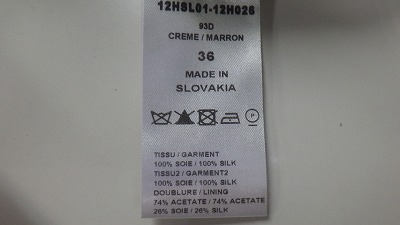 12HSL01-12H026
93D
CREME / MARRON
36
MADE IN
SLOVAKIA
P
TISSU / GARMENT
100% SOIE / 100% SILK
TISSU2 / GARMENT2
100% SOIE / 100% SILK
DOUBLURE / LINING
74% ACETATE / 74% ACETATE
26% SOIE / 26% SILK